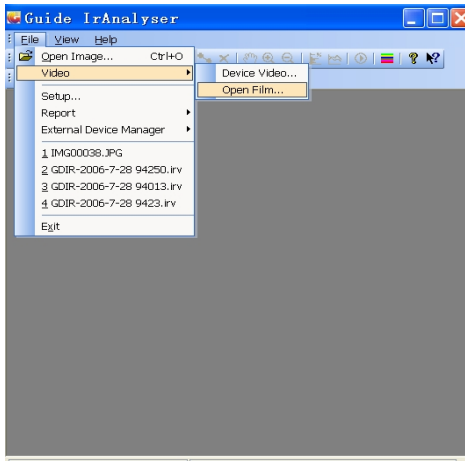 Guide IrAnalyser
File View Help
Open Image... Ctrl+O
Video
Device Video...
Open Film...
Setup...
Report
External Device Manager
1 IMG00038.JPG
2 GDIR-2006-7-28 94250.irv
3 GDIR-2006-7-28 94013.irv
4 GDIR-2006-7-28 9423.irv
Exit